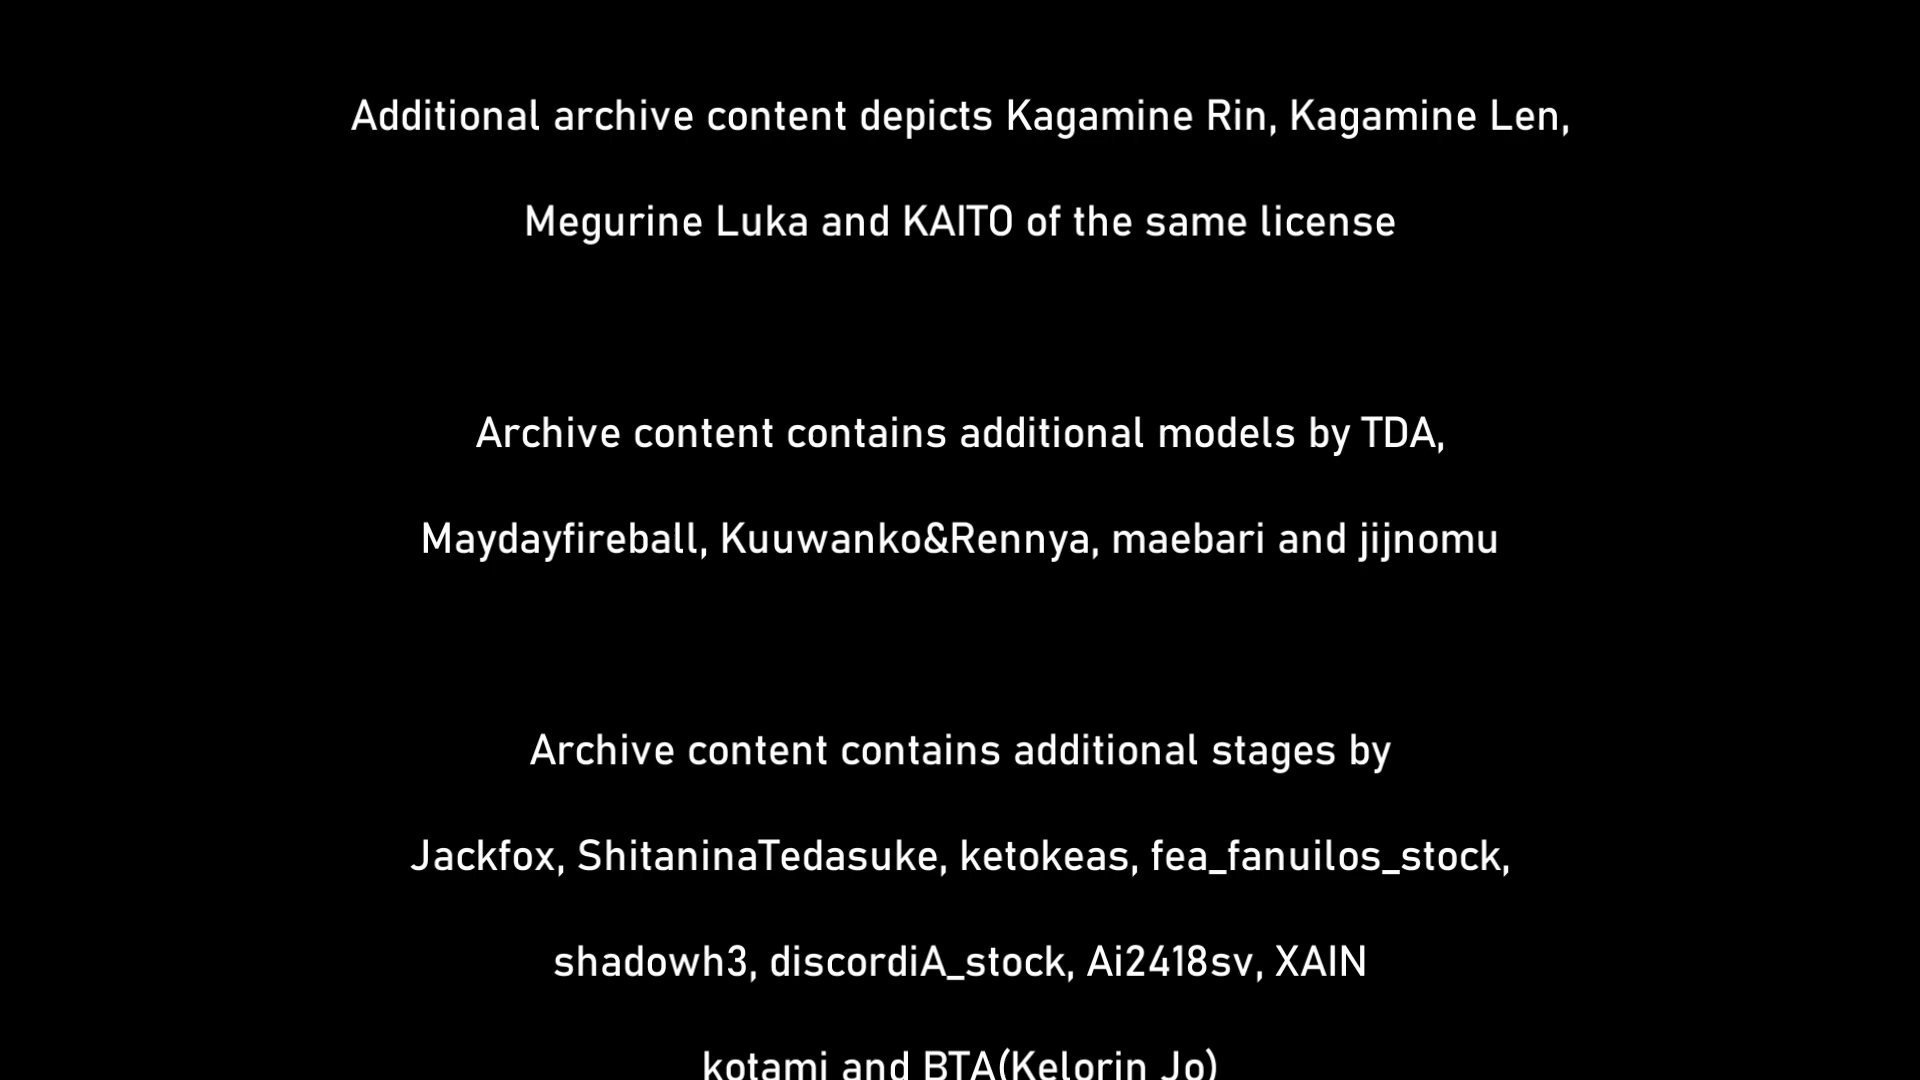 Additional archive content depicts Kagamine Rin, Kagamine Len,
Megurine Luka and KAITO of the same license
Archive content contains additional models by TDA,
Maydayfireball, Kuuwanko&Rennya, maebari and jijnomu
Archive content contains additional stages by
Jackfox, ShitaninaTedasuke, ketokeas, fea_fanuilos_stock,
shadowh3, discordiA_stock, Ai2418sv, XAIN
kotami and BTA(Kelorin Jo)